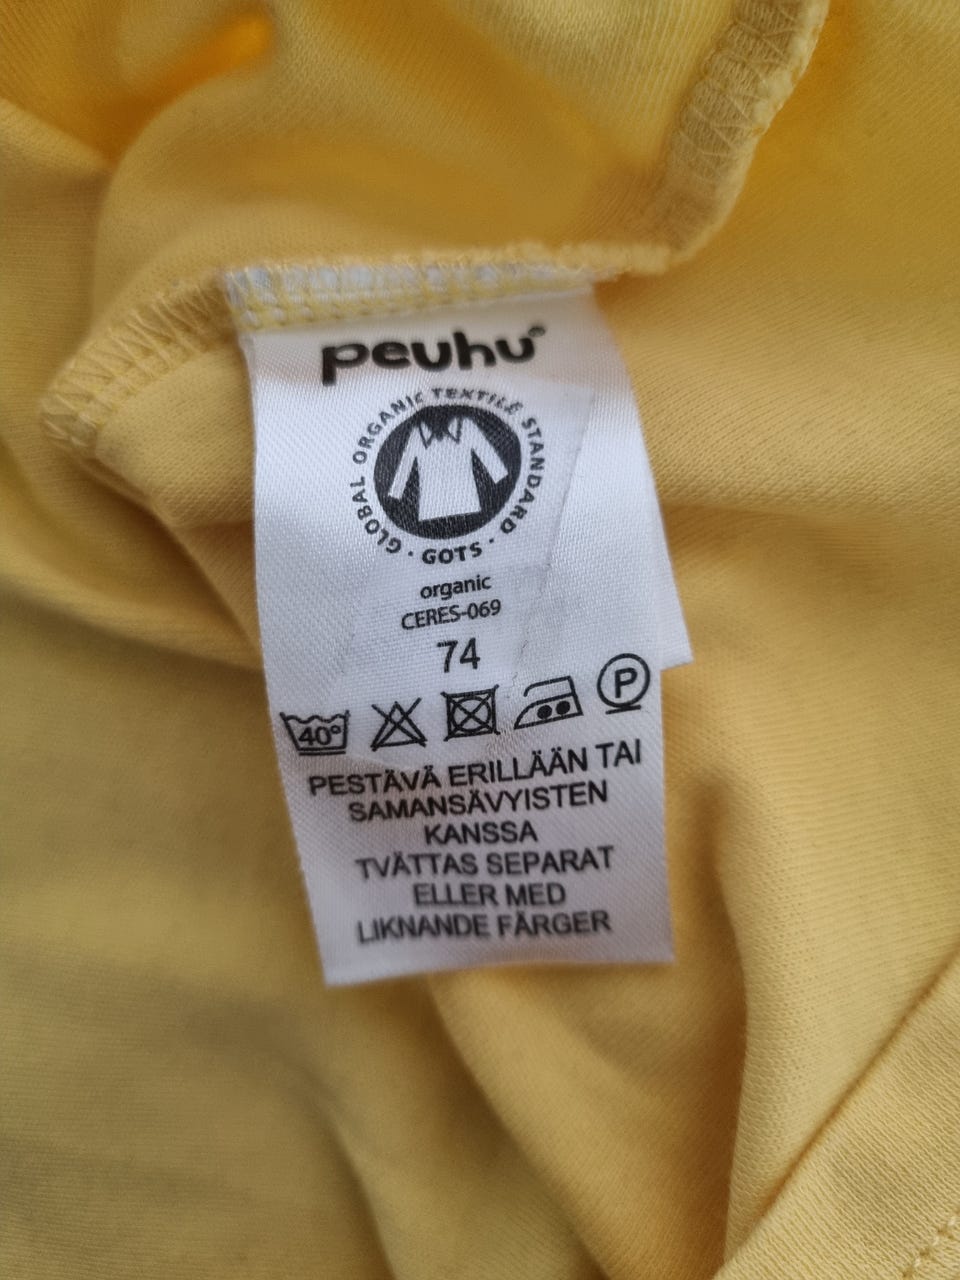 peuhu®
GLOBAL ORGANIC TEXTILE STANDARD · GOTS ·
organic
CERES-069
74
40° P
PESTÄVÄ ERILLÄÄN TAI
SAMANSÄVYISTEN
KANSSA
TVÄTTAS SEPARAT
ELLER MED
LIKNANDE FÄRGER